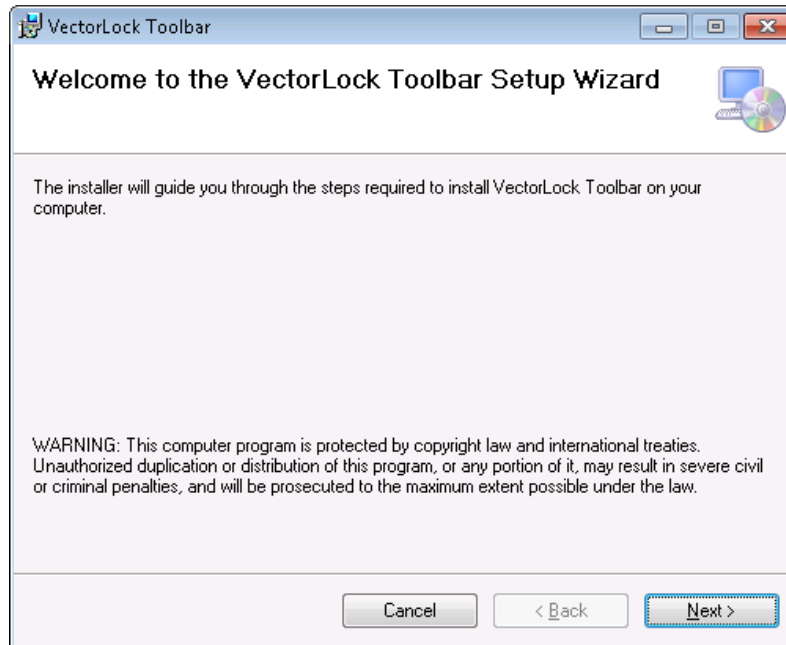 VectorLock Toolbar
Welcome to the VectorLock Toolbar Setup Wizard
The installer will guide you through the steps required to install VectorLock Toolbar on your
computer.
WARNING: This computer program is protected by copyright law and international treaties.
Unauthorized duplication or distribution of this program, or any portion of it, may result in severe civil
or criminal penalties, and will be prosecuted to the maximum extent possible under the law.
Cancel < Back Next >